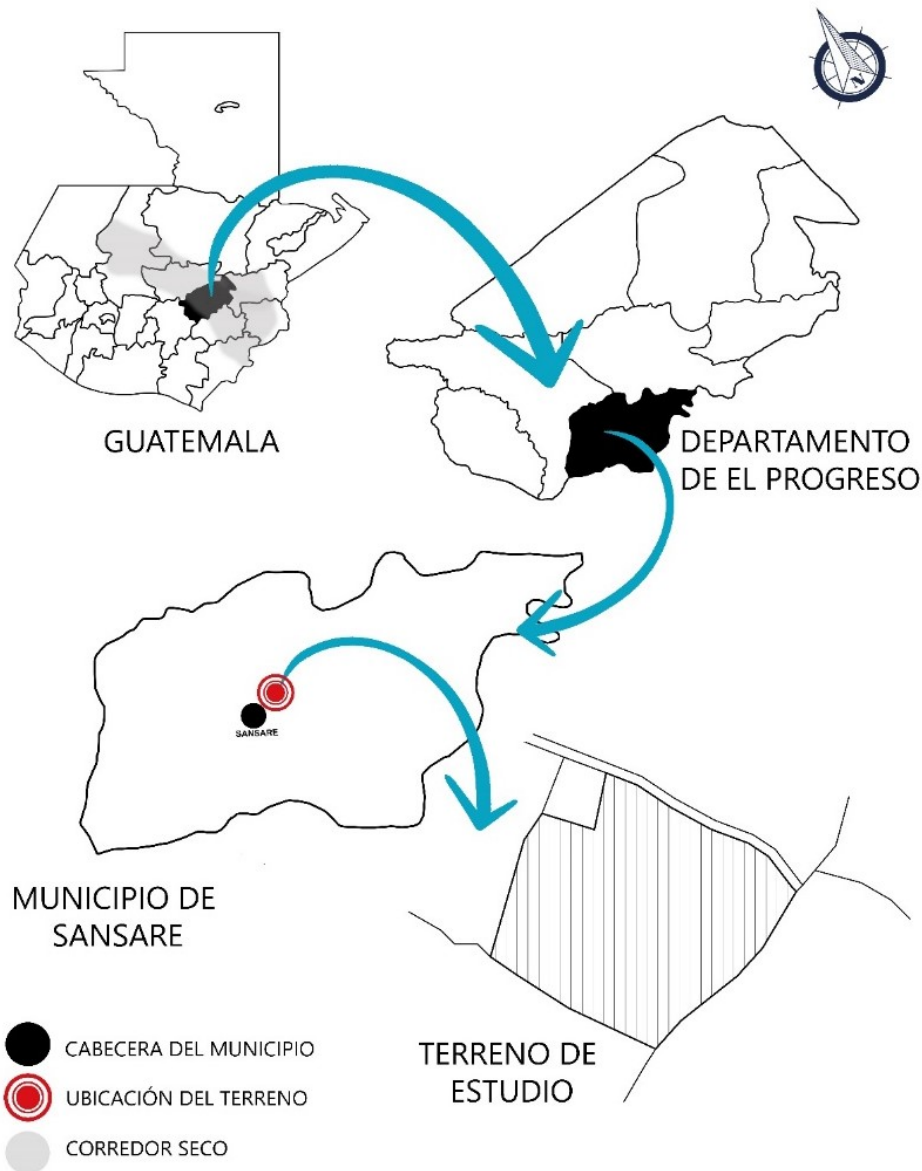 N
GUATEMALA
DEPARTAMENTO
DE EL PROGRESO
SANSARE
MUNICIPIO DE
SANSARE
TERRENO DE
ESTUDIO
CABECERA DEL MUNICIPIO
UBICACIÓN DEL TERRENO
CORREDOR SECO